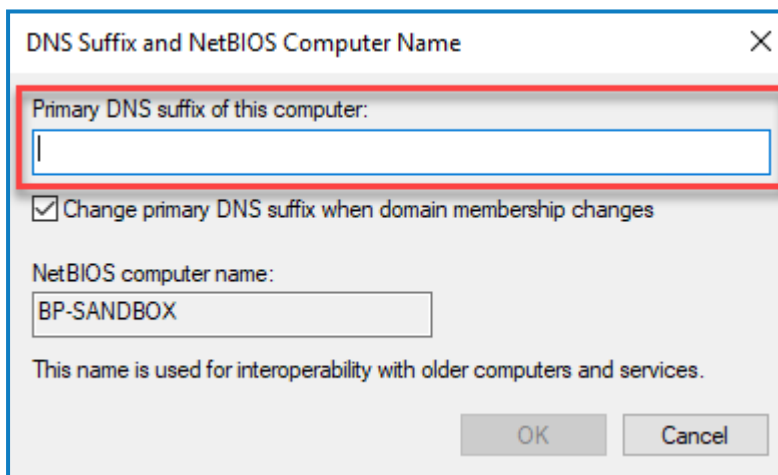 DNS Suffix and NetBIOS Computer Name
Primary DNS suffix of this computer:
Change primary DNS suffix when domain membership changes
NetBIOS computer name:
BP-SANDBOX
This name is used for interoperability with older computers and services.
OK Cancel